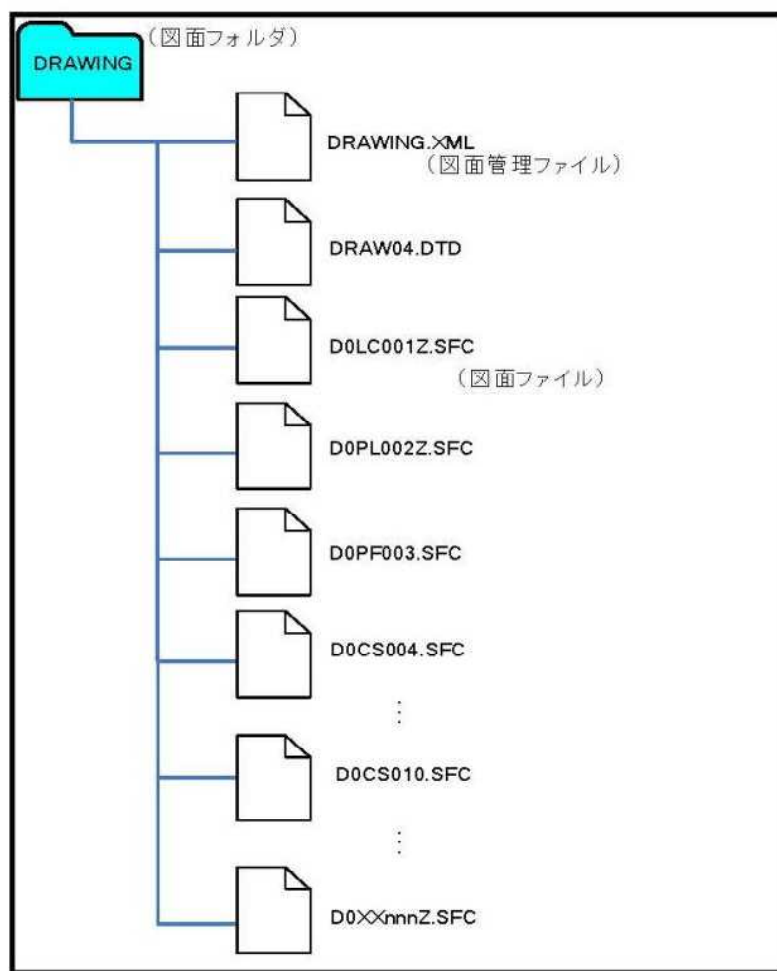 （図面フォルダ）
DRAWING
DRAWING.XML
（図面管理ファイル）
DRAW04.DTD
D0LC001Z.SFC
（図面ファイル）
D0PL002Z.SFC
D0PF003.SFC
D0CS004.SFC
⋮
D0CS010.SFC
⋮
D0XXnnnZ.SFC